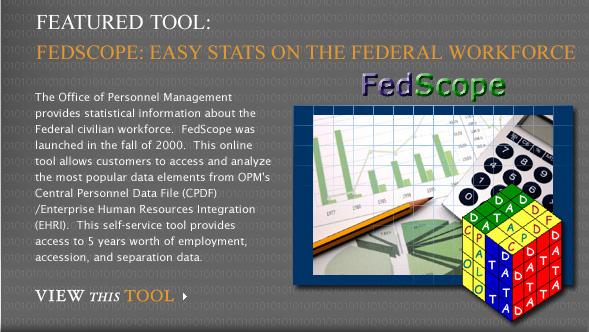 FEATURED TOOL:
FEDSCOPE: EASY STATS ON THE FEDERAL WORKFORCE
FedScope
The Office of Personnel Management
provides statistical information about the
Federal civilian workforce.  FedScope was
launched in the fall of 2000.  This online
tool allows customers to access and analyze
the most popular data elements from OPM's
Central Personnel Data File (CPDF)
/Enterprise Human Resources Integration
(EHRI).  This self-service tool provides
access to 5 years worth of employment,
accession, and separation data.
VIEW THIS TOOL